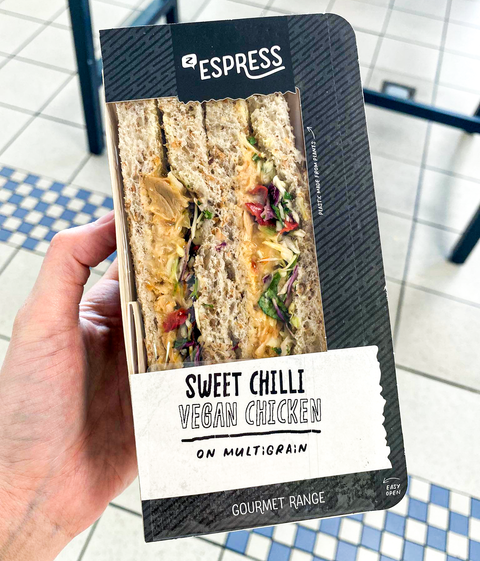 Z ESPRESS
PLASTIC MADE FROM PLANTS
SWEET CHILLI
VEGAN CHICKEN
ON MULTIGRAIN
EASY
OPEN
GOURMET RANGE